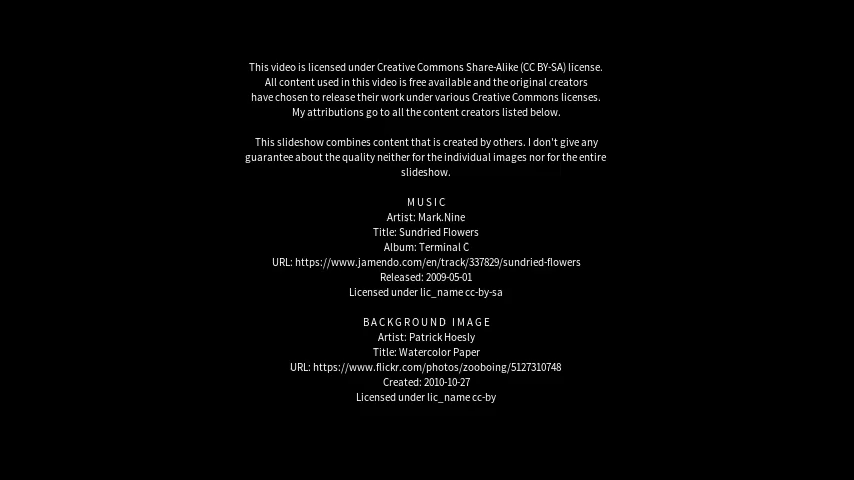 This video is licensed under Creative Commons Share-Alike (CC BY-SA) license.
All content used in this video is free available and the original creators
have chosen to release their work under various Creative Commons licenses.
My attributions go to all the content creators listed below.
This slideshow combines content that is created by others. I don't give any
guarantee about the quality neither for the individual images nor for the entire
slideshow.
MUSIC
Artist: Mark.Nine
Title: Sundried Flowers
Album: Terminal C
URL: https://www.jamendo.com/en/track/337829/sundried-flowers
Released: 2009-05-01
Licensed under lic_name cc-by-sa
BACKGROUND IMAGE
Artist: Patrick Hoesly
Title: Watercolor Paper
URL: https://www.flickr.com/photos/zooboing/5127310748
Created: 2010-10-27
Licensed under lic_name cc-by